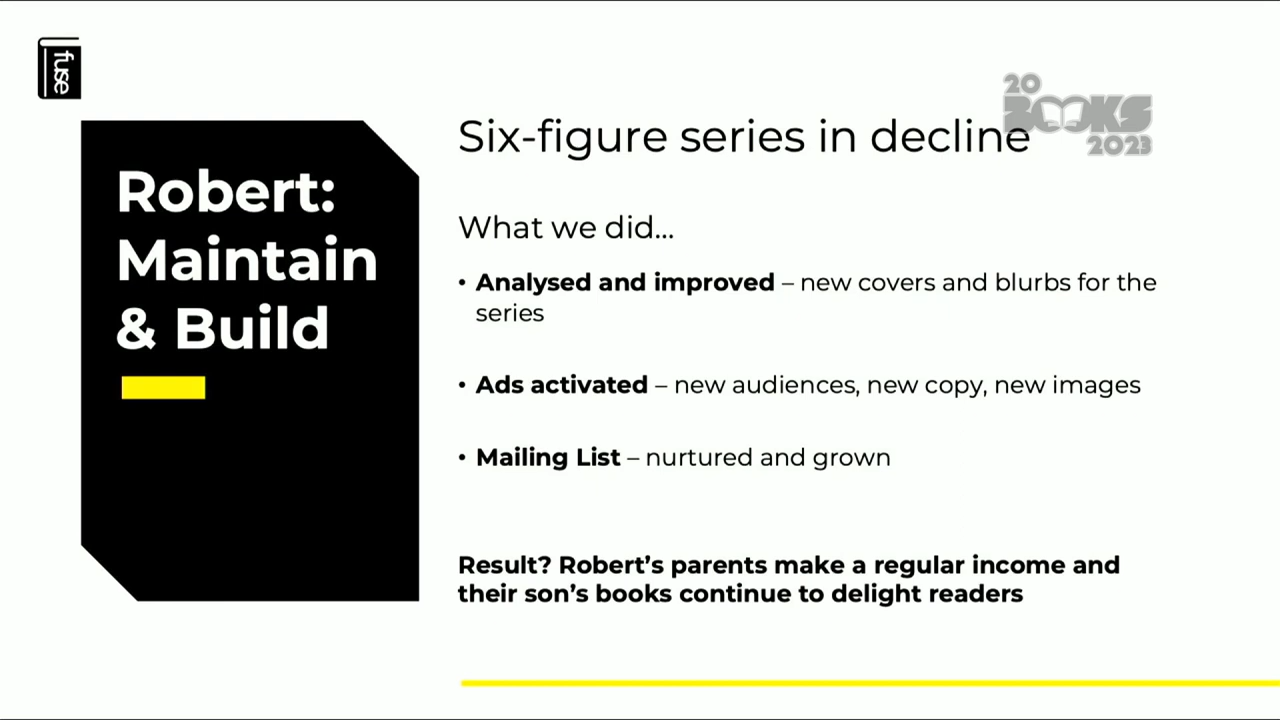 fuse
20
BOOKS
2023
Robert:
Maintain
& Build
Six-figure series in decline
What we did...
• Analysed and improved – new covers and blurbs for the
series
• Ads activated – new audiences, new copy, new images
• Mailing List – nurtured and grown
Result? Robert’s parents make a regular income and
their son’s books continue to delight readers